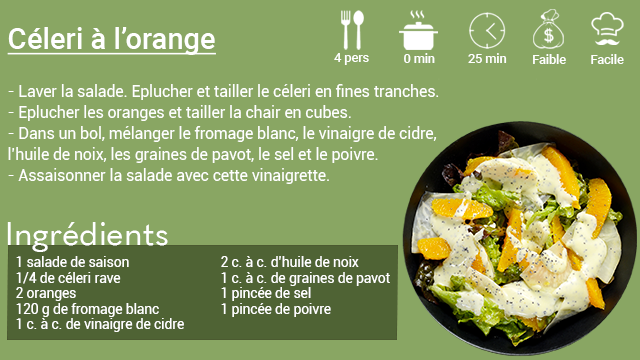 Céleri à l'orange
4 pers
0 min
25 min
Faible
Facile
- Laver la salade. Eplucher et tailler le céleri en fines tranches.
- Eplucher les oranges et tailler la chair en cubes.
- Dans un bol, mélanger le fromage blanc, le vinaigre de cidre,
l'huile de noix, les graines de pavot, le sel et le poivre.
- Assaisonner la salade avec cette vinaigrette.
Ingrédients
1 salade de saison
1/4 de céleri rave
2 oranges
120 g de fromage blanc
1 c. à c. de vinaigre de cidre
2 c. à c. d'huile de noix
1 c. à c. de graines de pavot
1 pincée de sel
1 pincée de poivre